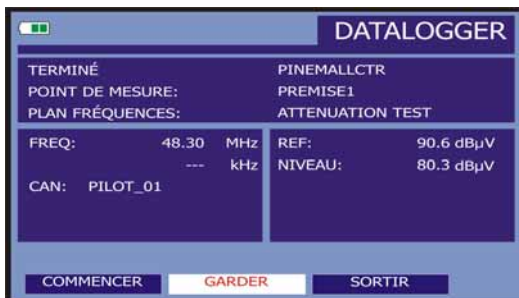 DATALOGGER
TERMINÉ PINEMALLCTR
POINT DE MESURE: PREMISE1
PLAN FRÉQUENCES: ATTENUATION TEST
FREQ: 48.30 MHz REF: 90.6 dBµV
--- kHz NIVEAU: 80.3 dBµV
CAN: PILOT_01
COMMENCER GARDER SORTIR